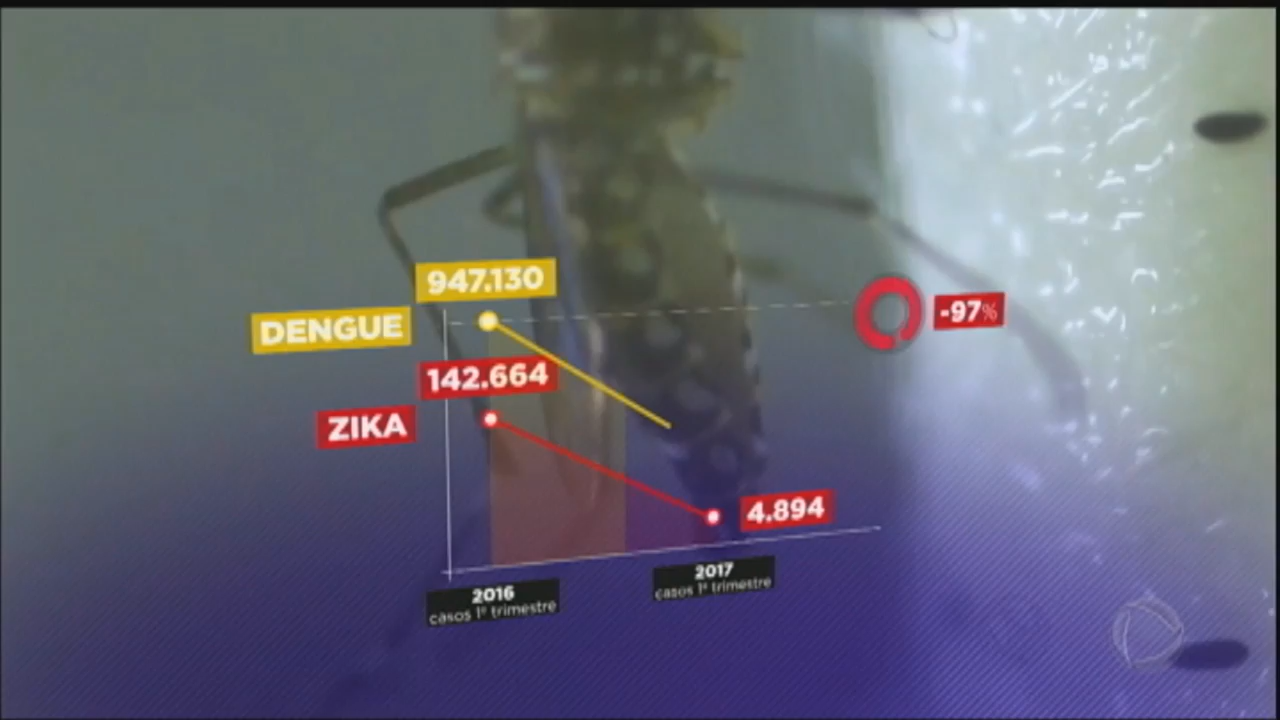 947.130
DENGUE
-97%
142.664
ZIKA
4.894
2016
casos 1º trimestre
2017
casos 1º trimestre